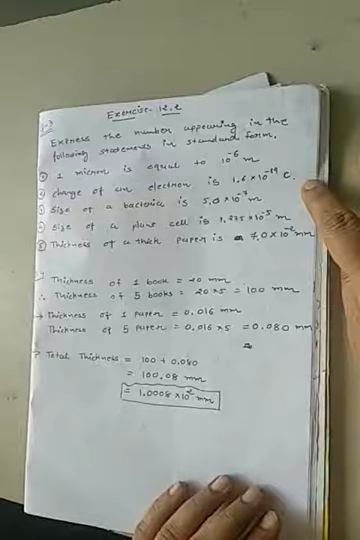 Exercise- 12.2
Express the number appearing in the
following statements in standard form.
① 1 micron is equal to 10⁻⁶ m
② charge of an electron is 1.6×10⁻¹⁹ C.
③ Size of a bacteria is 5.0×10⁻⁷ m
④ Size of a plant cell is 1.275×10⁻⁵ m
⑤ Thickness of a thick paper is 7.0×10⁻² mm
Thickness of 1 book = 20 mm
∴ Thickness of 5 books = 20×5 = 100 mm
→ Thickness of 1 paper = 0.016 mm
Thickness of 5 paper = 0.016×5 = 0.080 mm
Total Thickness = 100 + 0.080
= 100.08 mm
= 1.0008×10² mm